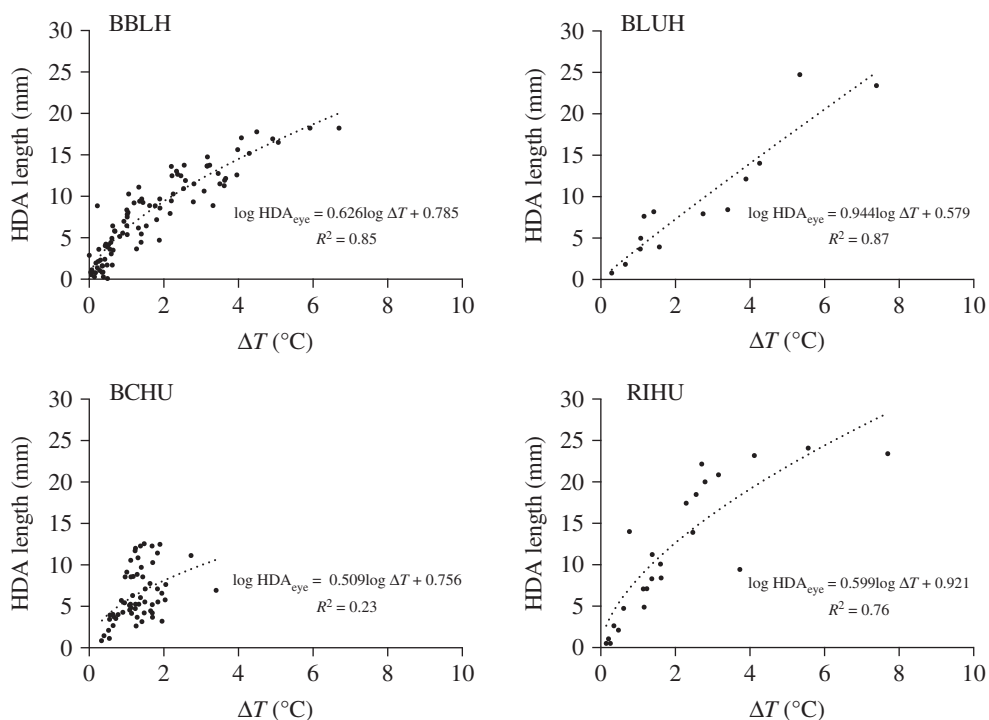 BBLH
30
25
20
15
10
5
0
HDA length (mm)
log HDAeye = 0.626log ΔT + 0.785
R² = 0.85
0 2 4 6 8 10
ΔT (°C)
BLUH
30
25
20
15
10
5
0
HDA length (mm)
log HDAeye = 0.944log ΔT + 0.579
R² = 0.87
0 2 4 6 8 10
ΔT (°C)
BCHU
30
25
20
15
10
5
0
HDA length (mm)
log HDAeye = 0.509log ΔT + 0.756
R² = 0.23
0 2 4 6 8 10
ΔT (°C)
RIHU
30
25
20
15
10
5
0
HDA length (mm)
log HDAeye = 0.599log ΔT + 0.921
R² = 0.76
0 2 4 6 8 10
ΔT (°C)